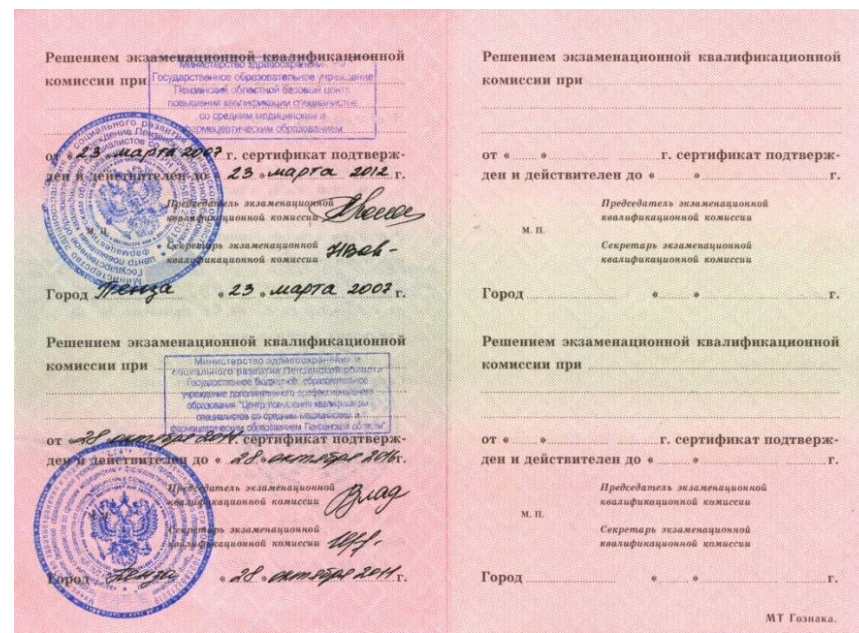 Решением экзаменационной квалификационной
комиссии при
Министерство здравоохранения
Государственное образовательное учреждение
Пензенский областной базовый центр
повышения квалификации специалистов
со средним медицинским и
фармацевтическим образованием
от « 23 марта 2007 г. сертификат подтверж-
ден и действителен до « 23 » марта 2012 г.
Председатель экзаменационной
квалификационной комиссии
М. П.
Секретарь экзаменационной
квалификационной комиссии
Город Пенза « 23 » марта 2007 г.
Решением экзаменационной квалификационной
комиссии при
Министерство здравоохранения и
социального развития Пензенской области
Государственное бюджетное образовательное
учреждение дополнительного профессионального
образования "Центр повышения квалификации
специалистов со средним медицинским и
фармацевтическим образованием Пензенской области"
от « 28 октября 2011 г. сертификат подтверж-
ден и действителен до « 28 » октября 2016 г.
Председатель экзаменационной
квалификационной комиссии
Секретарь экзаменационной
квалификационной комиссии
Город Пенза « 28 » октября 2011 г.
Решением экзаменационной квалификационной
комиссии при
от « » г. сертификат подтверж-
ден и действителен до « » г.
Председатель экзаменационной
квалификационной комиссии
М. П.
Секретарь экзаменационной
квалификационной комиссии
Город « » г.
Решением экзаменационной квалификационной
комиссии при
от « » г. сертификат подтверж-
ден и действителен до « » г.
Председатель экзаменационной
квалификационной комиссии
М. П.
Секретарь экзаменационной
квалификационной комиссии
Город « » г.
МТ Гознака.